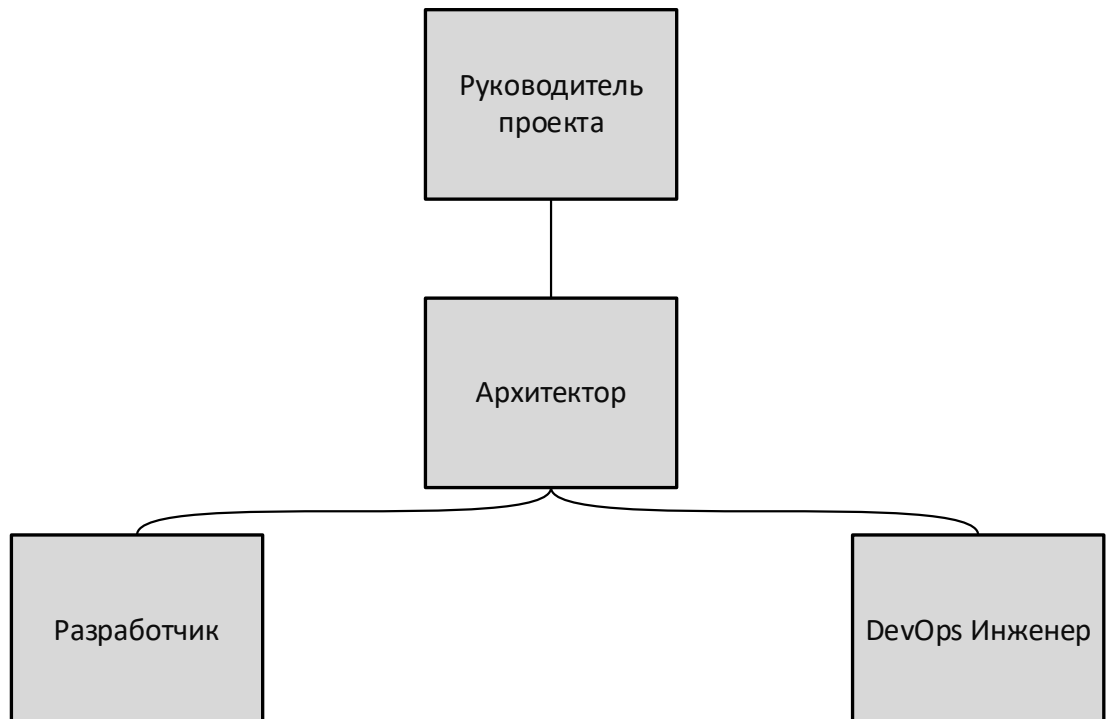 Руководитель
проекта
Архитектор
Разработчик
DevOps Инженер